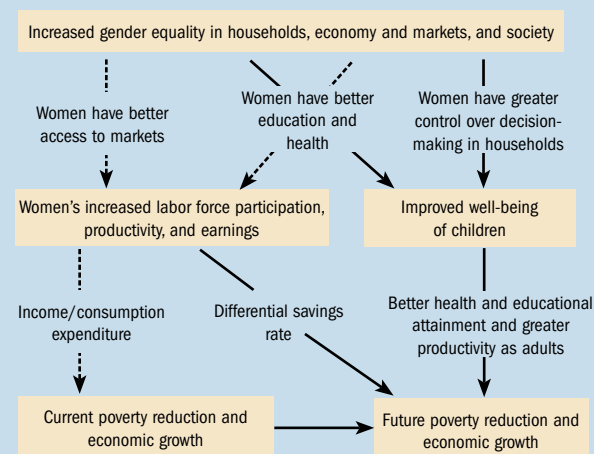 Increased gender equality in households, economy and markets, and society
Women have better
access to markets
Women have better
education and
health
Women have greater
control over decision-
making in households
Women's increased labor force participation,
productivity, and earnings
Improved well-being
of children
Income/consumption
expenditure
Differential savings
rate
Better health and educational
attainment and greater
productivity as adults
Current poverty reduction and
economic growth
Future poverty reduction and
economic growth